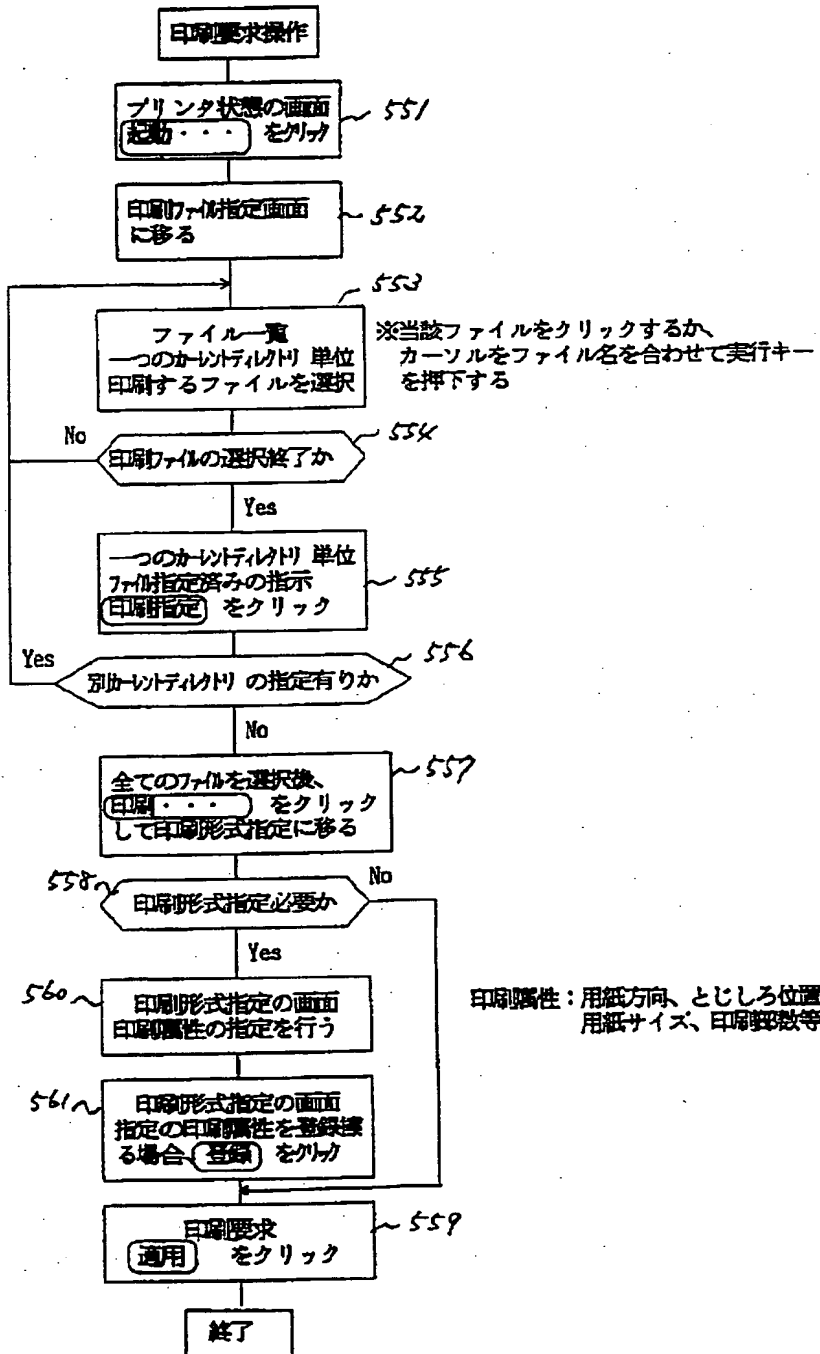 印刷要求操作
プリンタ状態の画面
起動・・・ をクリック
551
印刷ファイル指定画面
に移る
552
553
ファイル一覧
一つのカーレントディレクトリ 単位
印刷するファイルを選択
※当該ファイルをクリックするか、
カーソルをファイル名を合わせて実行キー
を押下する
No
印刷ファイルの選択終了か
554
Yes
一つのカーレントディレクトリ 単位
ファイル指定済みの指示
印刷指定 をクリック
555
Yes
別カーレントディレクトリ の指定有りか
556
No
全てのファイルを選択後、
印刷・・・ をクリック
して印刷形式指定に移る
557
558
印刷形式指定必要か
No
Yes
560
印刷形式指定の画面
印刷属性の指定を行う
印刷属性：用紙方向、とじしろ位置
用紙サイズ、印刷部数等
561
印刷形式指定の画面
指定の印刷属性を登録
る場合、登録 をクリック
印刷要求
適用 をクリック
559
終了